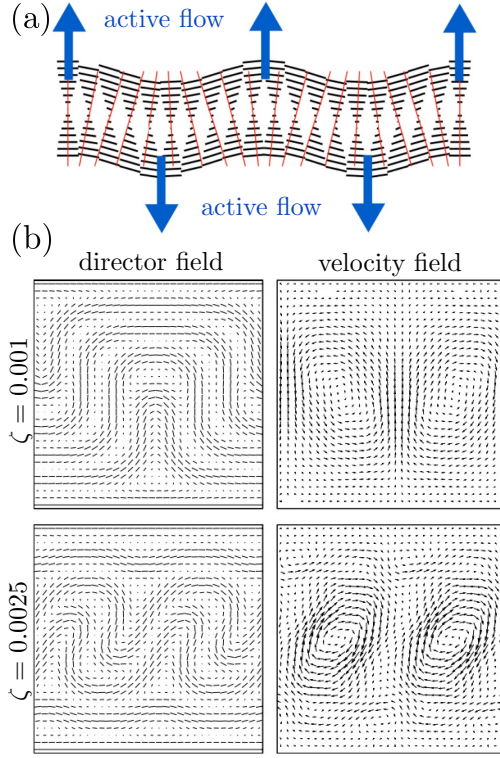 (a)
active flow
active flow
(b)
director field
velocity field
ζ = 0.001
ζ = 0.0025